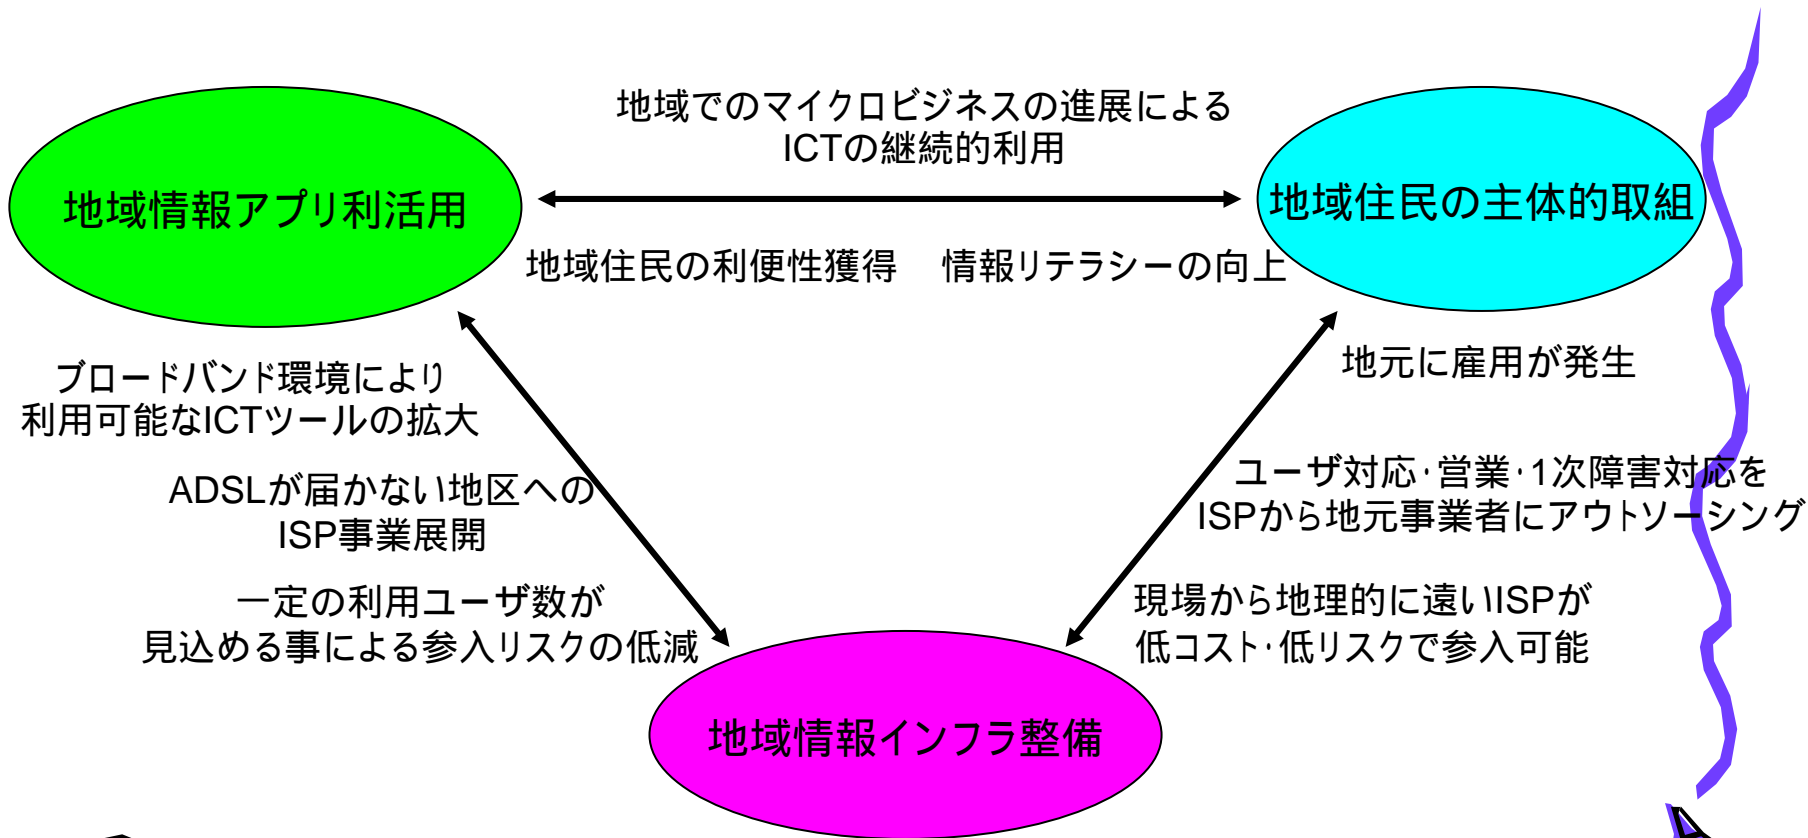 地域でのマイクロビジネスの進展による
ICTの継続的利用
地域情報アプリ利活用
地域住民の主体的取組
地域住民の利便性獲得　情報リテラシーの向上
ブロードバンド環境により
利用可能なICTツールの拡大
地元に雇用が発生
ADSLが届かない地区への
ISP事業展開
ユーザ対応・営業・1次障害対応を
ISPから地元事業者にアウトソーシング
一定の利用ユーザ数が
見込める事による参入リスクの低減
現場から地理的に遠いISPが
低コスト・低リスクで参入可能
地域情報インフラ整備